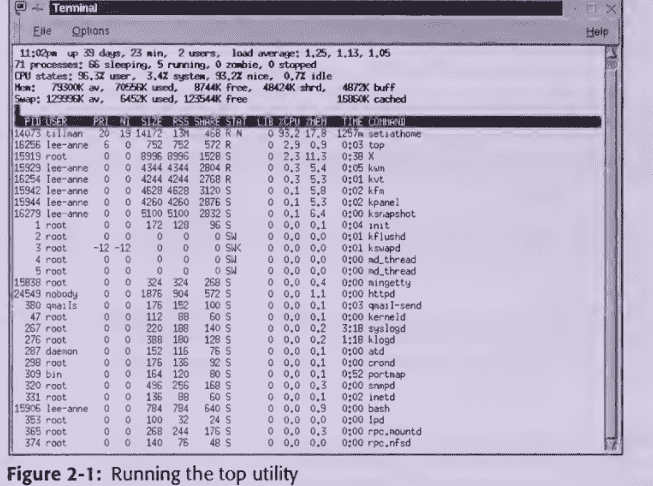 Terminal
File Options Help
11:02pm up 39 days, 23 min, 2 users, load average: 1.25, 1.13, 1.05
71 processes: 66 sleeping, 5 running, 0 zombie, 0 stopped
CPU states: 96.3% user, 3.4% system, 93.2% nice, 0.7% idle
Mem: 79300K av, 70556K used, 8744K free, 48424K shrd, 4872K buff
Swap: 129996K av, 6452K used, 123544K free 16860K cached
PID USER PRI NI SIZE RSS SHARE STAT LIB %CPU %MEM TIME COMMAND
14073 tillman 20 19 14172 13M 468 R N 0 93.2 17.8 1297m setiathome
16256 lee-anne 6 0 752 752 572 R 0 2.9 0.9 0:03 top
15919 root 0 0 8996 8996 1528 S 0 2.3 11.3 0:38 X
15929 lee-anne 0 0 4344 4344 2804 R 0 0.3 5.4 0:05 kwm
16254 lee-anne 0 0 4244 4244 2768 R 0 0.3 5.3 0:01 kvt
15942 lee-anne 0 0 4628 4628 3120 S 0 0.1 5.8 0:02 kfm
15944 lee-anne 0 0 4260 4260 2876 S 0 0.1 5.3 0:02 kpanel
16279 lee-anne 0 0 5100 5100 2832 S 0 0.1 6.4 0:00 ksnapshot
1 root 0 0 172 128 96 S 0 0.0 0.1 0:04 init
2 root 0 0 0 0 0 SW 0 0.0 0.0 0:01 kflushd
3 root -12 -12 0 0 0 SWK 0 0.0 0.0 0:01 kswapd
4 root 0 0 0 0 0 SW 0 0.0 0.0 0:00 md_thread
5 root 0 0 0 0 0 SW 0 0.0 0.0 0:00 md_thread
15838 root 0 0 324 324 268 S 0 0.0 0.4 0:00 mingetty
24549 nobody 0 0 1876 904 572 S 0 0.0 1.1 0:00 httpd
380 qmails 0 0 176 152 100 S 0 0.0 0.1 0:03 qmail-send
47 root 0 0 112 88 60 S 0 0.0 0.1 0:00 kerneld
267 root 0 0 220 188 140 S 0 0.0 0.2 3:18 syslogd
276 root 0 0 388 180 128 S 0 0.0 0.2 1:18 klogd
287 daemon 0 0 152 116 76 S 0 0.0 0.1 0:00 atd
298 root 0 0 176 136 92 S 0 0.0 0.1 0:00 crond
309 bin 0 0 164 120 80 S 0 0.0 0.1 0:52 portmap
320 root 0 0 496 256 168 S 0 0.0 0.3 0:00 snmpd
331 root 0 0 136 88 60 S 0 0.0 0.1 0:02 inetd
15906 lee-anne 0 0 784 784 640 S 0 0.0 0.9 0:00 bash
353 root 0 0 100 32 24 S 0 0.0 0.0 0:00 lpd
365 root 0 0 268 244 176 S 0 0.0 0.3 0:00 rpc.mountd
374 root 0 0 140 76 48 S 0 0.0 0.0 0:00 rpc.nfsd
Figure 2-1: Running the top utility